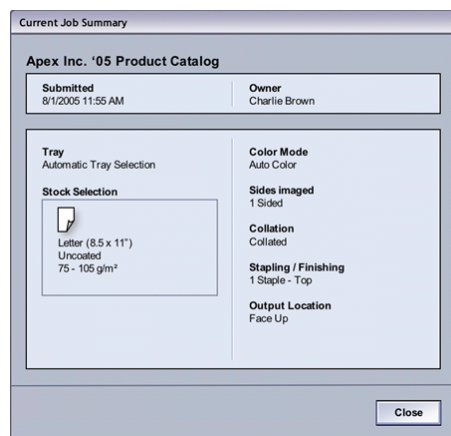 Current Job Summary
Apex Inc. ‘05 Product Catalog
Submitted
8/1/2005 11:55 AM
Owner
Charlie Brown
Tray
Automatic Tray Selection
Stock Selection
Letter (8.5 x 11")
Uncoated
75 - 105 g/m²
Color Mode
Auto Color
Sides imaged
1 Sided
Collation
Collated
Stapling / Finishing
1 Staple - Top
Output Location
Face Up
Close